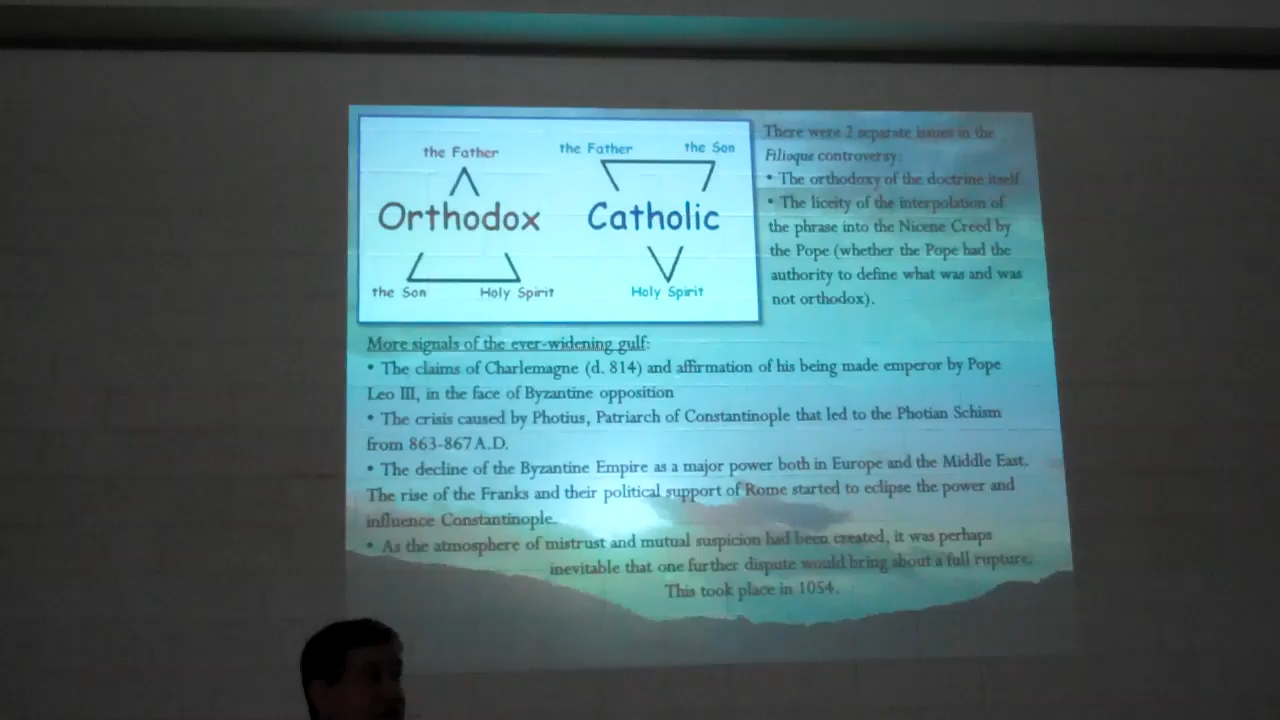 the Father
Orthodox
the Son Holy Spirit
the Father the Son
Catholic
Holy Spirit
There were 2 separate issues in the
Filioque controversy:
• The orthodoxy of the doctrine itself
• The liceity of the interpolation of
the phrase into the Nicene Creed by
the Pope (whether the Pope had the
authority to define what was and was
not orthodox).
More signals of the ever-widening gulf:
• The claims of Charlemagne (d. 814) and affirmation of his being made emperor by Pope
Leo III, in the face of Byzantine opposition
• The crisis caused by Photius, Patriarch of Constantinople that led to the Photian Schism
from 863-867 A.D.
• The decline of the Byzantine Empire as a major power both in Europe and the Middle East.
The rise of the Franks and their political support of Rome started to eclipse the power and
influence Constantinople.
• As the atmosphere of mistrust and mutual suspicion had been created, it was perhaps
inevitable that one further dispute would bring about a full rupture.
This took place in 1054.